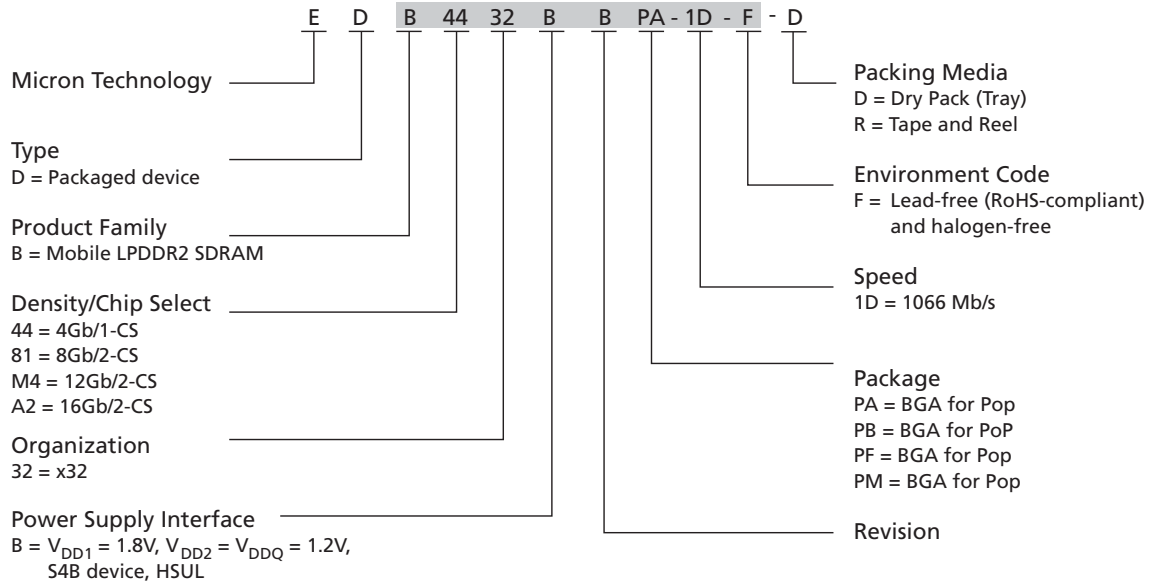 E D B 44 32 B B PA - 1D - F - D
Micron Technology
Type
D = Packaged device
Product Family
B = Mobile LPDDR2 SDRAM
Density/Chip Select
44 = 4Gb/1-CS
81 = 8Gb/2-CS
M4 = 12Gb/2-CS
A2 = 16Gb/2-CS
Organization
32 = x32
Power Supply Interface
B = VDD1 = 1.8V, VDD2 = VDDQ = 1.2V,
S4B device, HSUL
Packing Media
D = Dry Pack (Tray)
R = Tape and Reel
Environment Code
F = Lead-free (RoHS-compliant)
and halogen-free
Speed
1D = 1066 Mb/s
Package
PA = BGA for Pop
PB = BGA for PoP
PF = BGA for Pop
PM = BGA for Pop
Revision